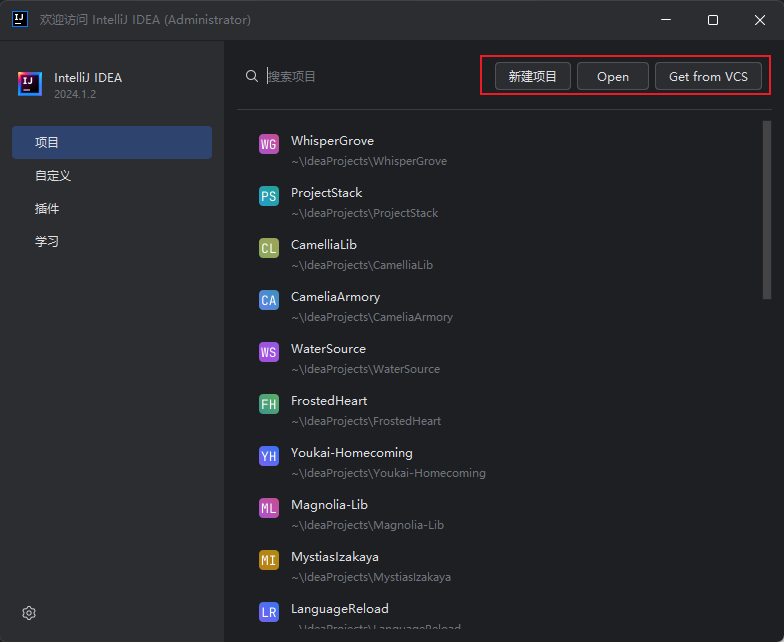 欢迎访问 IntelliJ IDEA (Administrator)
IntelliJ IDEA
2024.1.2
项目
自定义
插件
学习
搜索项目
新建项目 Open Get from VCS
WG WhisperGrove
~\IdeaProjects\WhisperGrove
PS ProjectStack
~\IdeaProjects\ProjectStack
CL CamelliaLib
~\IdeaProjects\CamelliaLib
CA CameliaArmory
~\IdeaProjects\CameliaArmory
WS WaterSource
~\IdeaProjects\WaterSource
FH FrostedHeart
~\IdeaProjects\FrostedHeart
YH Youkai-Homecoming
~\IdeaProjects\Youkai-Homecoming
ML Magnolia-Lib
~\IdeaProjects\Magnolia-Lib
MI MystiasIzakaya
~\IdeaProjects\MystiasIzakaya
LR LanguageReload
~\IdeaProjects\LanguageReload